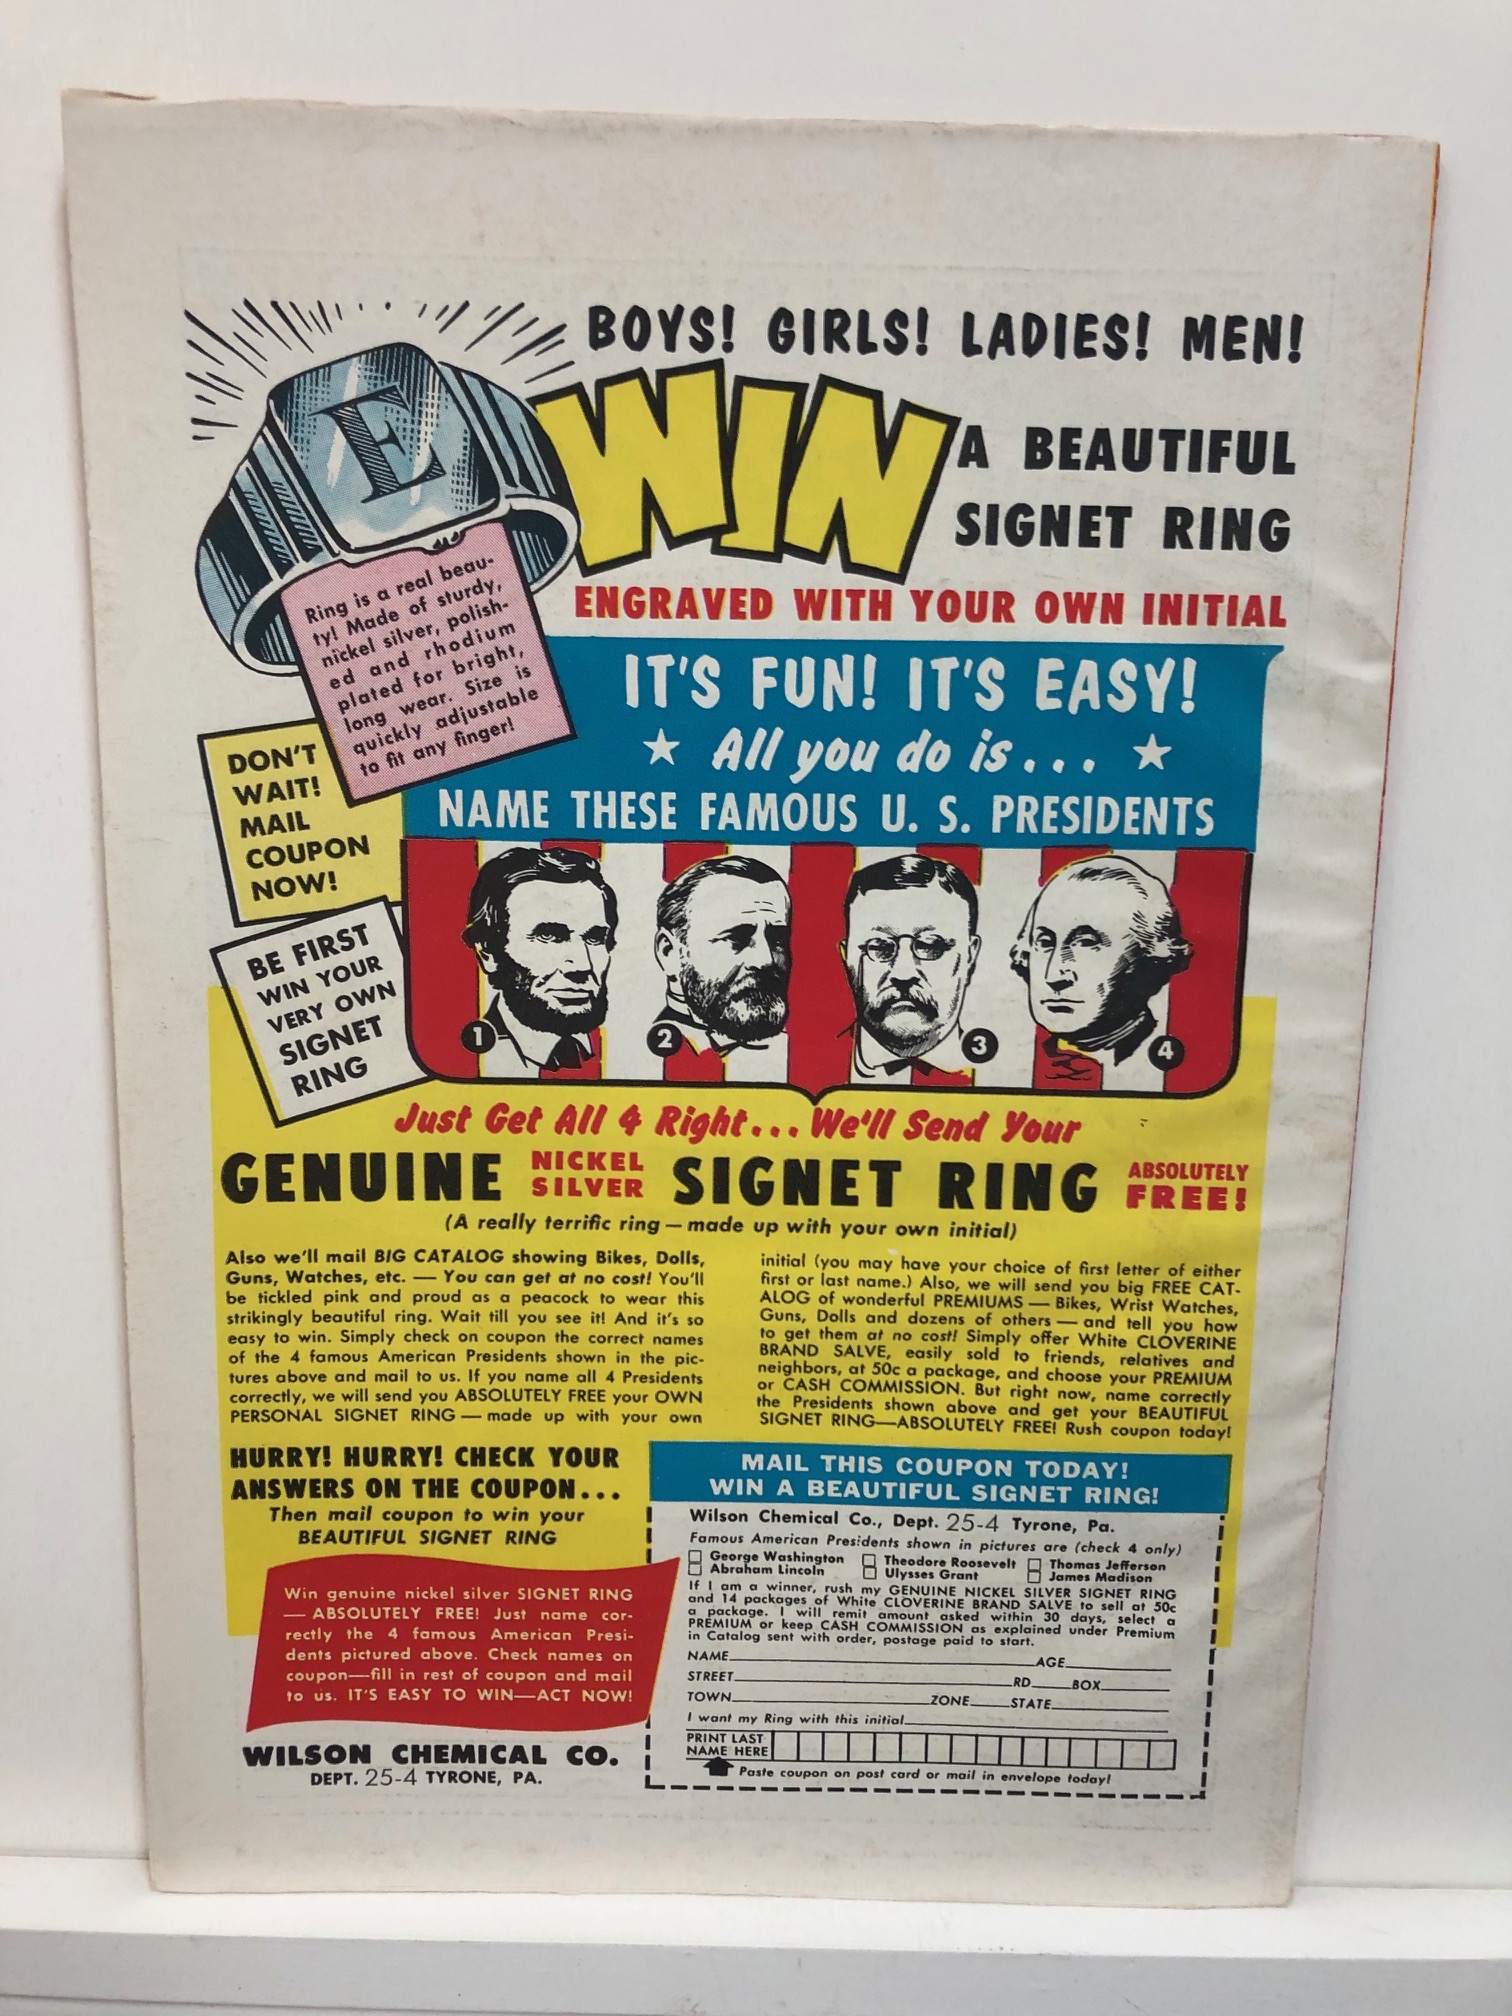 BOYS! GIRLS! LADIES! MEN!
WIN
A BEAUTIFUL
SIGNET RING
ENGRAVED WITH YOUR OWN INITIAL
E
Ring is a real beau-
ty! Made of sturdy,
nickel silver, polish-
ed and rhodium
plated for bright,
long wear. Size is
quickly adjustable
to fit any finger!
IT'S FUN! IT'S EASY!
All you do is...
NAME THESE FAMOUS U. S. PRESIDENTS
DON'T
WAIT!
MAIL
COUPON
NOW!
BE FIRST
WIN YOUR
VERY OWN
SIGNET
RING
1
2
3
4
Just Get All 4 Right... We'll Send Your
GENUINE NICKEL SILVER SIGNET RING ABSOLUTELY FREE!
(A really terrific ring — made up with your own initial)
Also we'll mail BIG CATALOG showing Bikes, Dolls,
Guns, Watches, etc. — You can get at no cost! You'll
be tickled pink and proud as a peacock to wear this
strikingly beautiful ring. Wait till you see it! And it's so
easy to win. Simply check on coupon the correct names
of the 4 famous American Presidents shown in the pic-
tures above and mail to us. If you name all 4 Presidents
correctly, we will send you ABSOLUTELY FREE your OWN
PERSONAL SIGNET RING — made up with your own
initial (you may have your choice of first letter of either
first or last name.) Also, we will send you big FREE CAT-
ALOG of wonderful PREMIUMS — Bikes, Wrist Watches,
Guns, Dolls and dozens of others — and tell you how
to get them at no cost! Simply offer White CLOVERINE
BRAND SALVE, easily sold to friends, relatives and
neighbors, at 50c a package, and choose your PREMIUM
or CASH COMMISSION. But right now, name correctly
the Presidents shown above and get your BEAUTIFUL
SIGNET RING—ABSOLUTELY FREE! Rush coupon today!
HURRY! HURRY! CHECK YOUR
ANSWERS ON THE COUPON...
Then mail coupon to win your
BEAUTIFUL SIGNET RING
Win genuine nickel silver SIGNET RING
— ABSOLUTELY FREE! Just name cor-
rectly the 4 famous American Presi-
dents pictured above. Check names on
coupon—fill in rest of coupon and mail
to us. IT'S EASY TO WIN—ACT NOW!
WILSON CHEMICAL CO.
DEPT. 25-4 TYRONE, PA.
MAIL THIS COUPON TODAY!
WIN A BEAUTIFUL SIGNET RING!
Wilson Chemical Co., Dept. 25-4 Tyrone, Pa.
Famous American Presidents shown in pictures are (check 4 only)
George Washington Theodore Roosevelt Thomas Jefferson
Abraham Lincoln Ulysses Grant James Madison
If I am a winner, rush my GENUINE NICKEL SILVER SIGNET RING
and 14 packages of White CLOVERINE BRAND SALVE to sell at 50c
a package. I will remit amount asked within 30 days, select a
PREMIUM or keep CASH COMMISSION as explained under Premium
in Catalog sent with order, postage paid to start.
NAME AGE
STREET RD BOX
TOWN ZONE STATE
I want my Ring with this initial
PRINT LAST
NAME HERE
Paste coupon on post card or mail in envelope today!